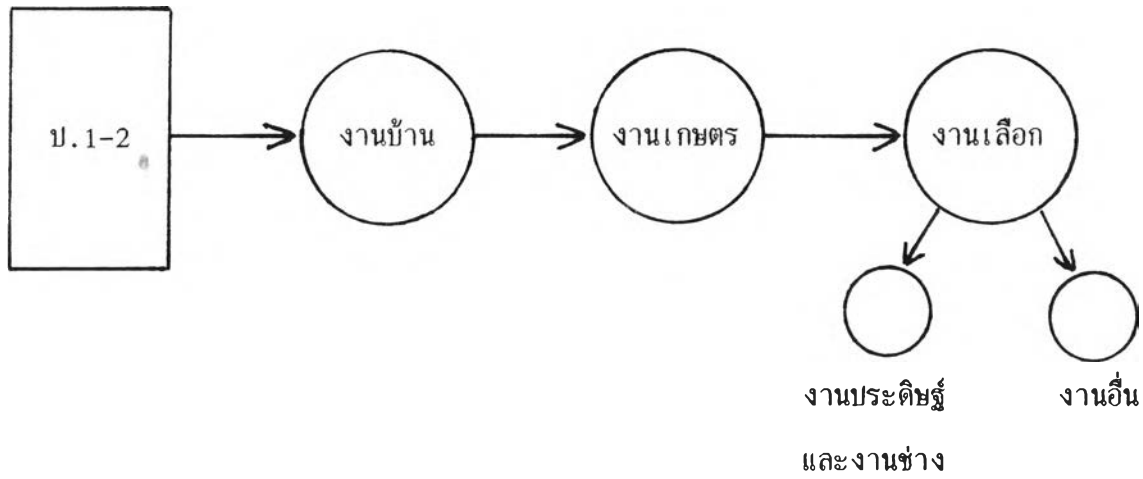 ป.1-2
งานบ้าน
งานเกษตร
งานเลือก
งานประดิษฐ์
และงานช่าง
งานอื่น